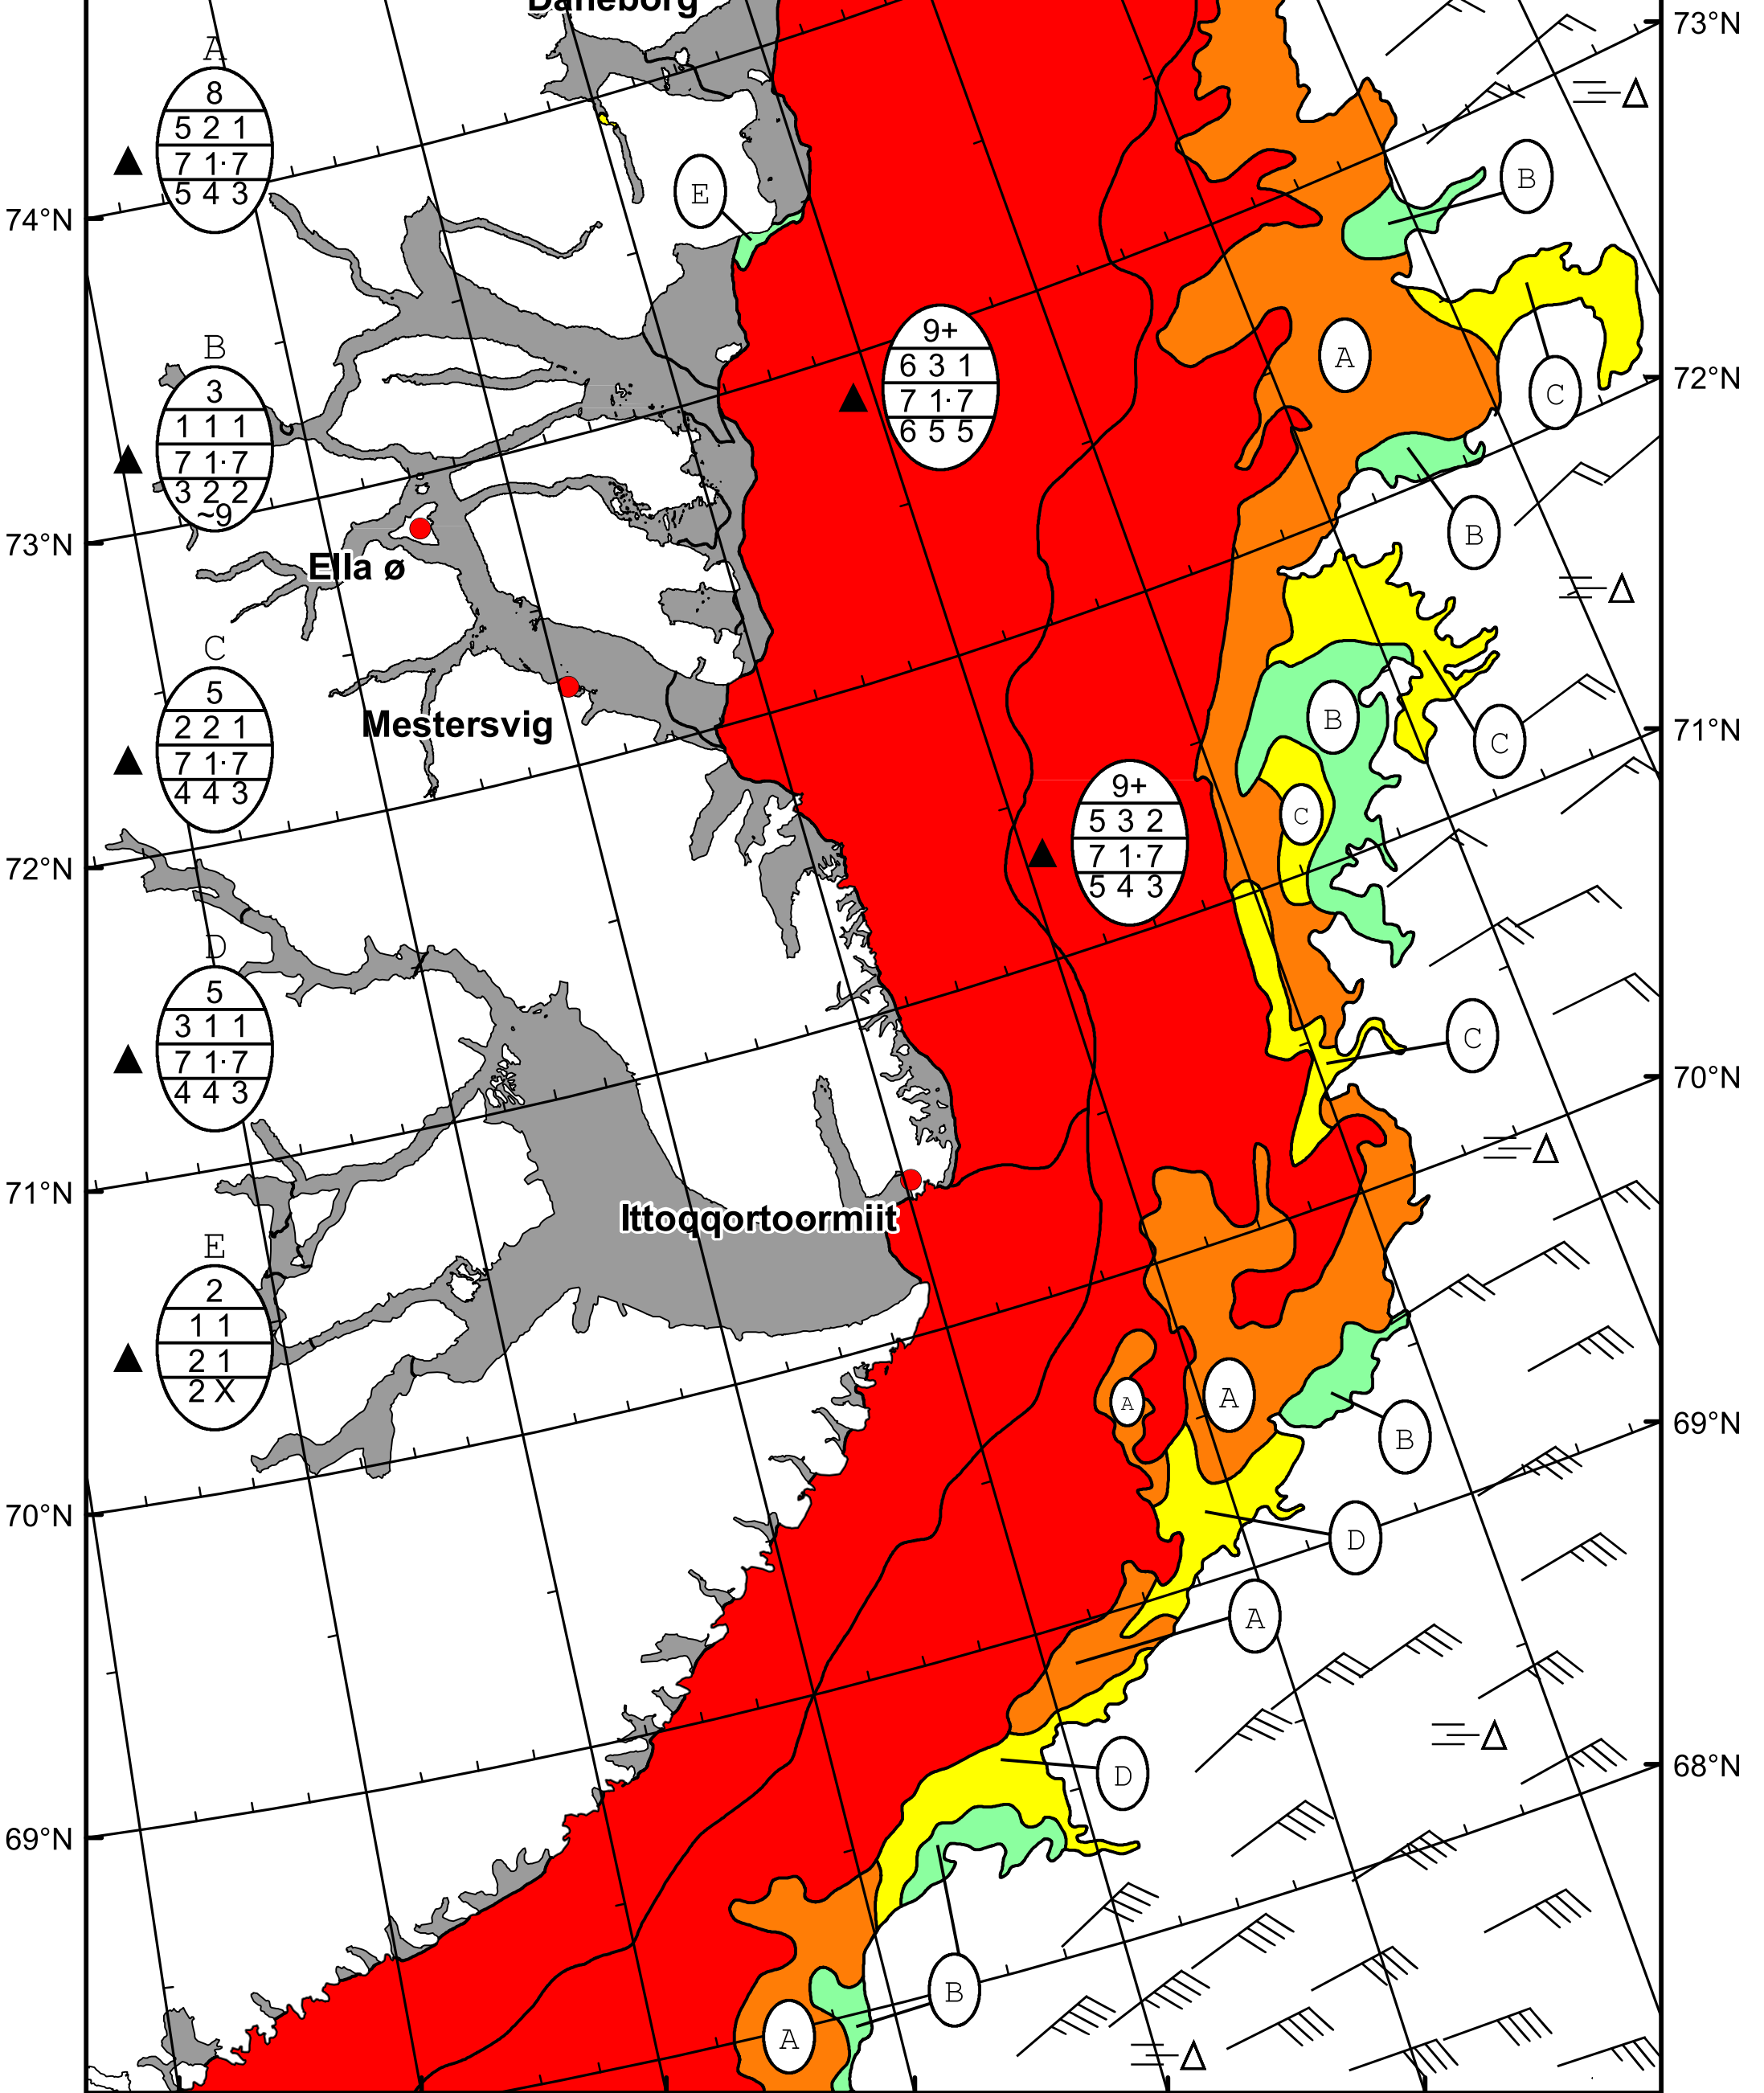 Daneborg
73°N
A
8
5 2 1
7 1· 7
5 4 3
B
E
74°N
9+
6 3 1
7 1· 7
6 5 5
A
72°N
C
B
3
1 1 1
7 1· 7
3 2 2
~9
B
73°N
Ella ø
C
5
2 2 1
7 1· 7
4 4 3
Mestersvig
B
71°N
C
9+
5 3 2
7 1· 7
5 4 3
C
72°N
D
5
3 1 1
7 1· 7
4 4 3
C
70°N
71°N
Ittoqqortoormiit
E
2
1 1
2 1
2 X
A
A
69°N
B
70°N
D
A
68°N
D
69°N
B
A